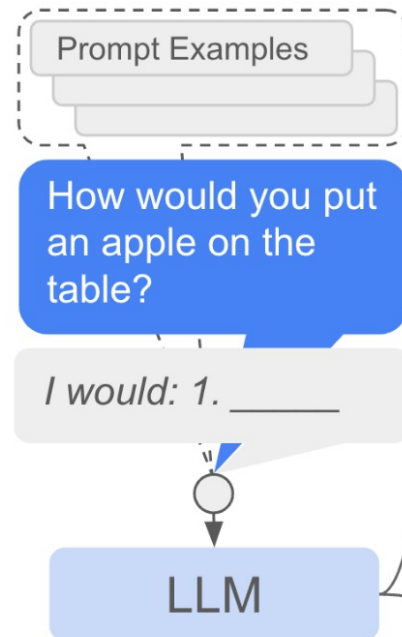 Prompt Examples
How would you put
an apple on the
table?
I would: 1. _____
LLM